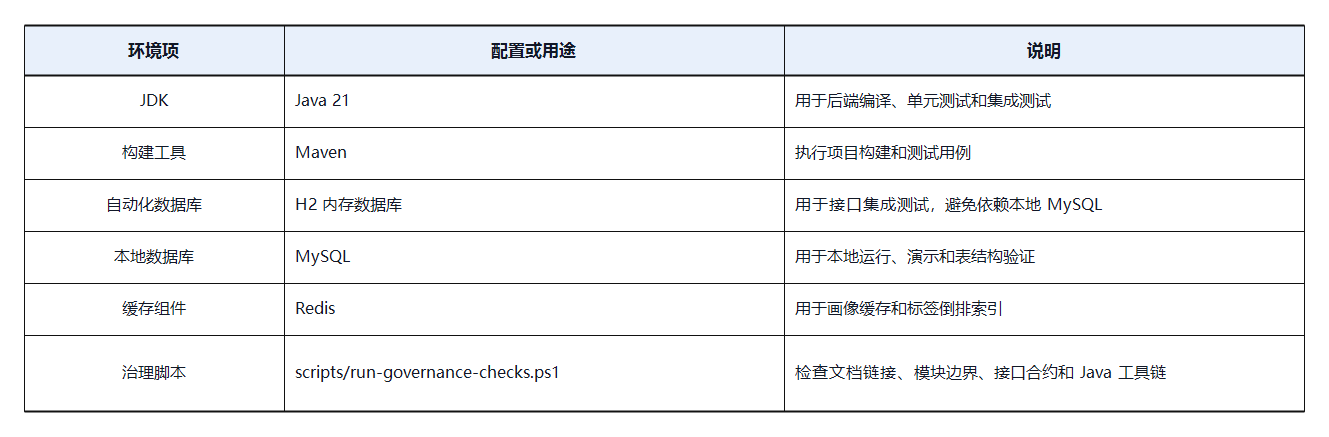 环境项 配置或用途 说明
JDK Java 21 用于后端编译、单元测试和集成测试
构建工具 Maven 执行项目构建和测试用例
自动化数据库 H2 内存数据库 用于接口集成测试，避免依赖本地 MySQL
本地数据库 MySQL 用于本地运行、演示和表结构验证
缓存组件 Redis 用于画像缓存和标签倒排索引
治理脚本 scripts/run-governance-checks.ps1 检查文档链接、模块边界、接口合约和 Java 工具链